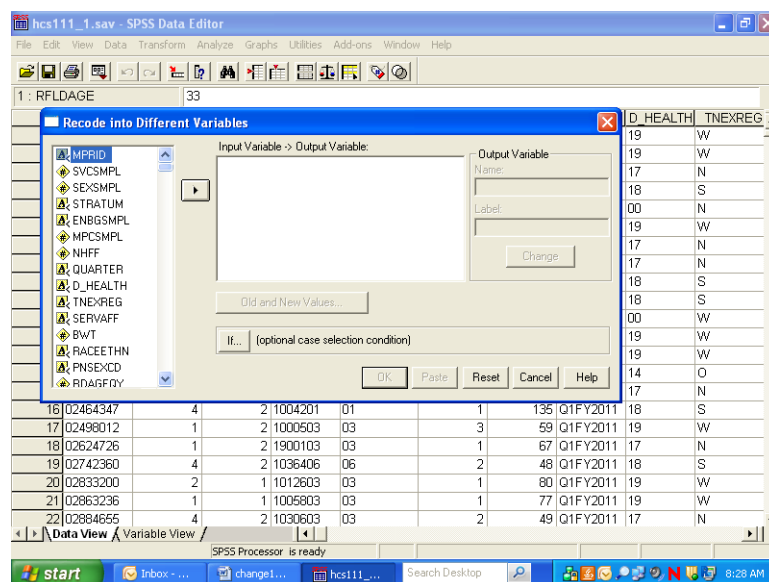 hcs111_1.sav - SPSS Data Editor
File Edit View Data Transform Analyze Graphs Utilities Add-ons Window Help
1 : RFLDAGE 33
D_HEALTH TNEXREG
Recode into Different Variables
Input Variable -> Output Variable:
Output Variable
Name:
Label:
Change
MPRID
SVCSMPL
SEXSMPL
STRATUM
ENBGSMPL
MPCSMPL
NHFF
QUARTER
D_HEALTH
TNEXREG
SERVAFF
BWT
RACEETHN
PNSEXCD
RDAGEQY
Old and New Values...
If... (optional case selection condition)
OK Paste Reset Cancel Help
19 W
19 W
17 N
18 S
00 N
19 W
17 N
17 N
18 S
18 S
00 W
19 W
19 W
14 O
17 N
16 02464347 4 2 1004201 01 1 135 Q1FY2011 18 S
17 02498012 1 2 1000503 03 3 59 Q1FY2011 19 W
18 02624726 1 2 1900103 03 1 67 Q1FY2011 17 N
19 02742360 4 2 1036406 06 2 48 Q1FY2011 18 S
20 02833200 2 1 1012603 03 1 80 Q1FY2011 19 W
21 02863236 1 1 1005803 03 1 77 Q1FY2011 19 W
22 02884655 4 2 1030603 03 2 49 Q1FY2011 17 N
Data View Variable View
SPSS Processor is ready
start Inbox - ... change1... hcs111_... Search Desktop 8:28 AM